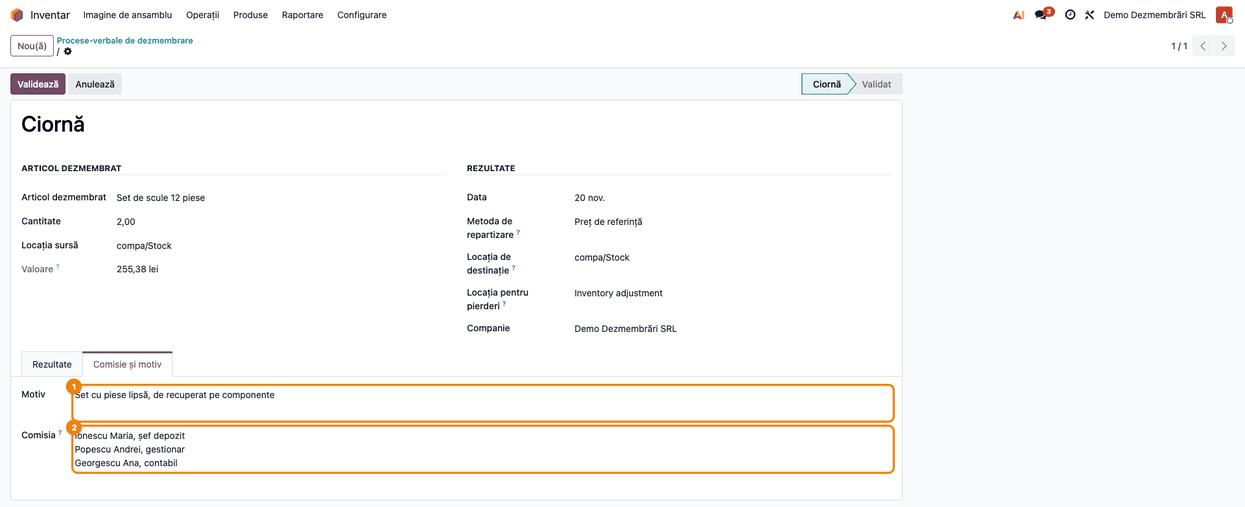 Inventar Imagine de ansamblu Operații Produse Raportare Configurare AI 3 Demo Dezmembrări SRL A
Nou(ă) Procese-verbale de dezmembrare
/
1 / 1
Validează Anulează Ciornă Validat
Ciornă
ARTICOL DEZMEMBRAT
Articol dezmembrat Set de scule 12 piese
Cantitate 2,00
Locația sursă compa/Stock
Valoare ? 255,38 lei
REZULTATE
Data 20 nov.
Metoda de
repartizare ? Preț de referință
Locația de
destinație ? compa/Stock
Locația pentru
pierderi ? Inventory adjustment
Companie Demo Dezmembrări SRL
Rezultate Comisie și motiv
1
Motiv Set cu piese lipsă, de recuperat pe componente
2
Comisia ? Ionescu Maria, șef depozit
Popescu Andrei, gestionar
Georgescu Ana, contabil